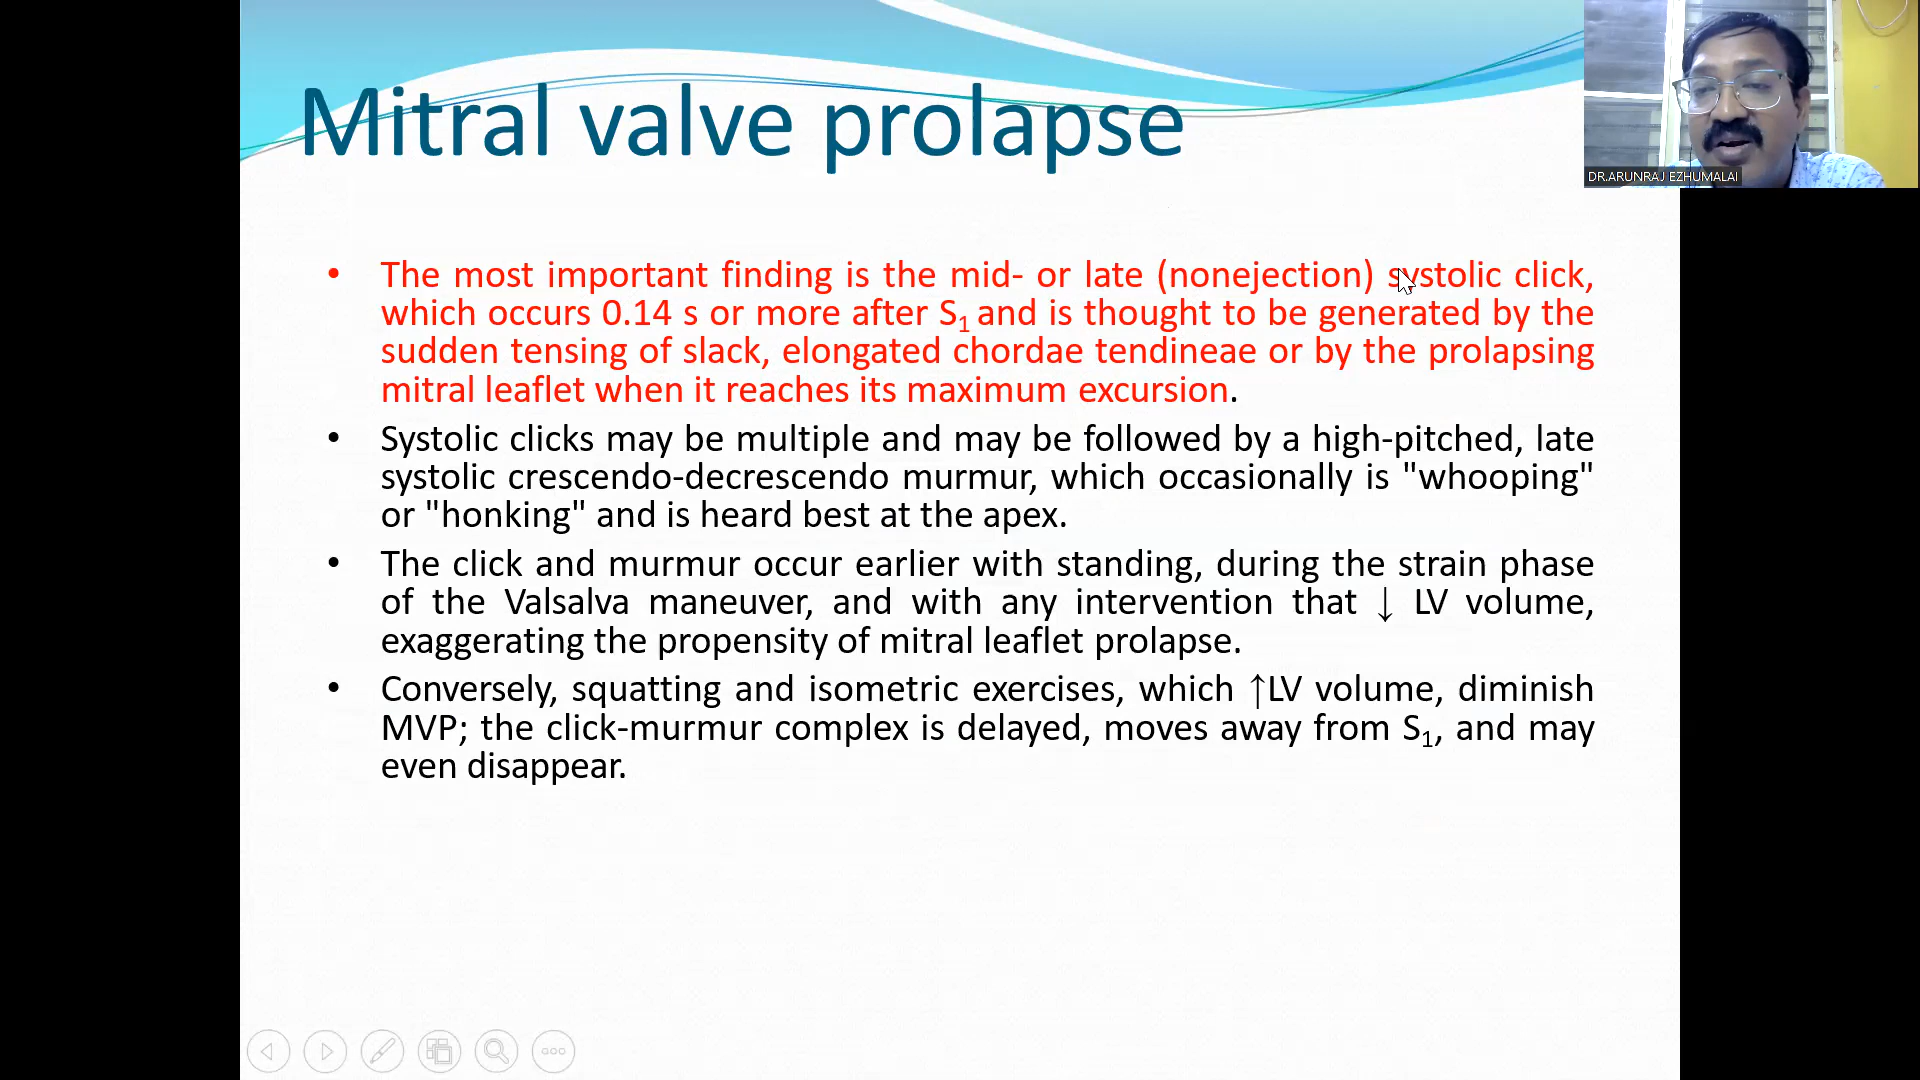 Mitral valve prolapse
DR.ARUNRAJ EZHUMALAI
• The most important finding is the mid- or late (nonejection) systolic click,
which occurs 0.14 s or more after S₁ and is thought to be generated by the
sudden tensing of slack, elongated chordae tendineae or by the prolapsing
mitral leaflet when it reaches its maximum excursion.
• Systolic clicks may be multiple and may be followed by a high-pitched, late
systolic crescendo-decrescendo murmur, which occasionally is "whooping"
or "honking" and is heard best at the apex.
• The click and murmur occur earlier with standing, during the strain phase
of the Valsalva maneuver, and with any intervention that ↓ LV volume,
exaggerating the propensity of mitral leaflet prolapse.
• Conversely, squatting and isometric exercises, which ↑LV volume, diminish
MVP; the click-murmur complex is delayed, moves away from S₁, and may
even disappear.